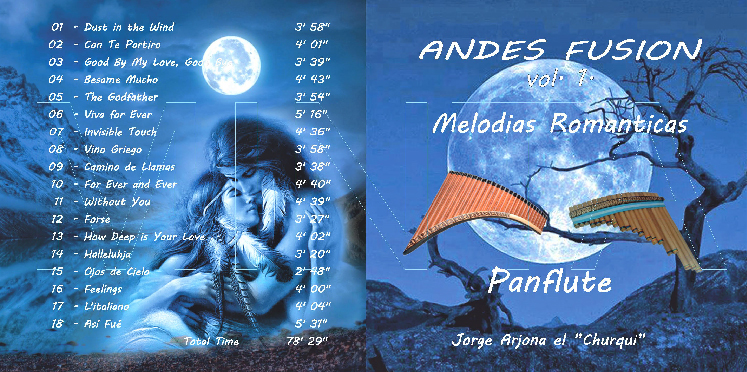 01 - Dust in the Wind 3' 58"
02 - Con Te Partiro 4' 01"
03 - Good By My Love, Good By 3' 39"
04 - Besame Mucho 4' 43"
05 - The Godfather 3' 54"
06 - Viva for Ever 5' 16"
07 - Invisible Touch 4' 36"
08 - Vino Griego 3' 58"
09 - Camino de Llamas 3' 38"
10 - For Ever and Ever 4' 40"
11 - Without You 4' 39"
12 - Forse 3' 27"
13 - How Deep is Your Love 4' 02"
14 - Hallelukja 3' 20"
15 - Ojos de Cielo 2' 48"
16 - Feelings 4' 00"
17 - L'italiano 4' 04"
18 - Asi Fué 5' 31"
Total Time 78' 29"
ANDES FUSION
vol. 1.
Melodias Romanticas
Panflute
Jorge Arjona el "Churqui"